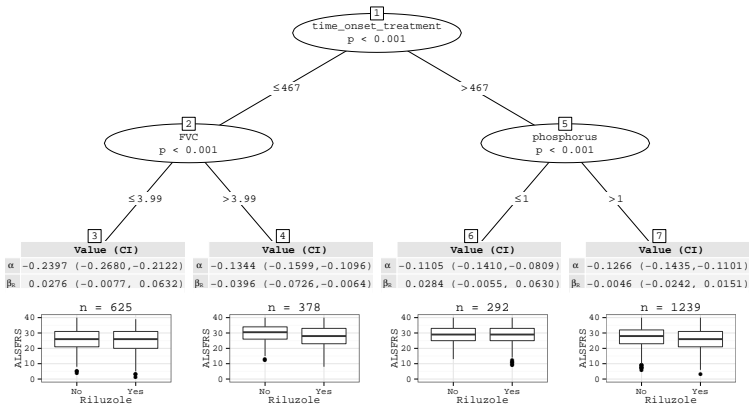 1
time_onset_treatment
p < 0.001
≤467 >467
2 5
FVC phosphorus
p < 0.001 p < 0.001
≤3.99 >3.99 ≤1 >1
3 4 6 7
Value (CI) Value (CI) Value (CI) Value (CI)
α -0.2397 (-0.2680,-0.2122) α -0.1344 (-0.1599,-0.1096) α -0.1105 (-0.1410,-0.0809) α -0.1266 (-0.1435,-0.1101)
βR 0.0276 (-0.0077, 0.0632) βR -0.0396 (-0.0726,-0.0064) βR 0.0284 (-0.0055, 0.0630) βR -0.0046 (-0.0242, 0.0151)
n = 625 n = 378 n = 292 n = 1239
40 40 40 40
30 30 30 30
20 20 20 20
10 10 10 10
0 0 0 0
ALSFRS ALSFRS ALSFRS ALSFRS
No Yes No Yes No Yes No Yes
Riluzole Riluzole Riluzole Riluzole